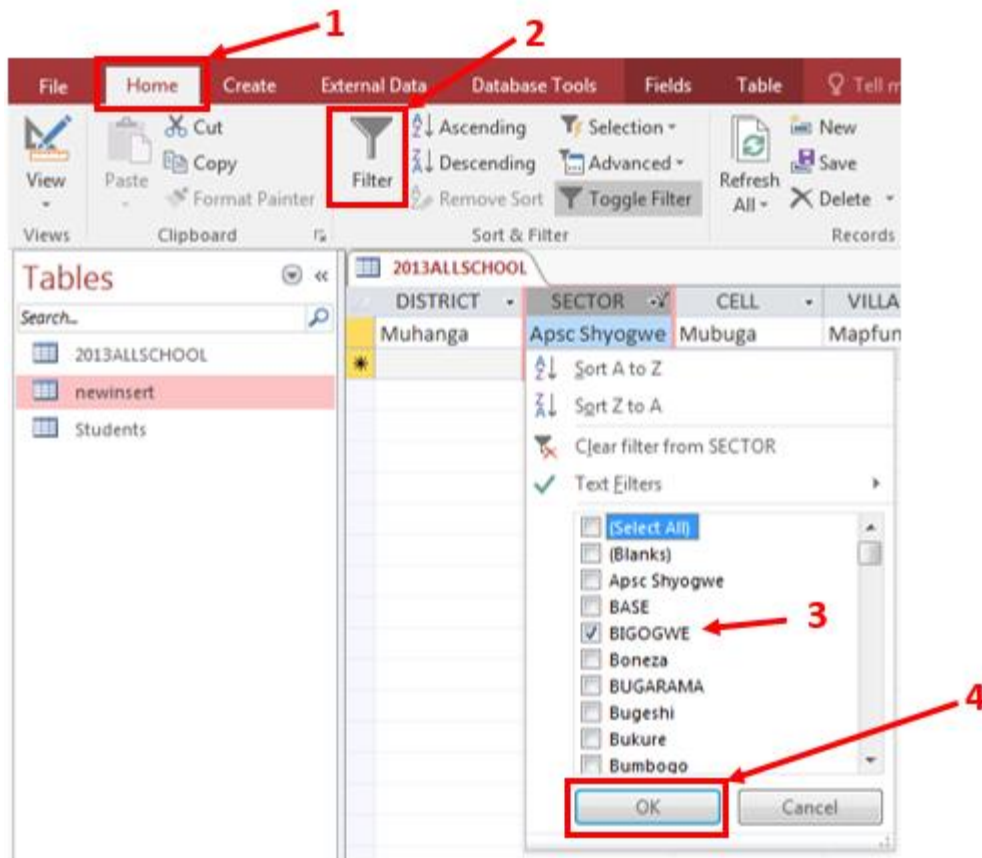 1
2
File Home Create External Data Database Tools Fields Table Tell m
Cut
Copy
Format Painter
View
Paste
Filter
Ascending
Descending
Remove Sort
Selection
Advanced
Toggle Filter
Refresh
All
New
Save
Delete
Views Clipboard Sort & Filter Records
Tables
Search...
2013ALLSCHOOL
newinsert
Students
2013ALLSCHOOL
DISTRICT SECTOR CELL VILLA
Muhanga Apsc Shyogwe Mubuga Mapfun
Sort A to Z
Sort Z to A
Clear filter from SECTOR
Text Filters
(Select All)
(Blanks)
Apsc Shyogwe
BASE
BIGOGWE
3
Boneza
BUGARAMA
Bugeshi
4
Bukure
Bumbogo
OK Cancel